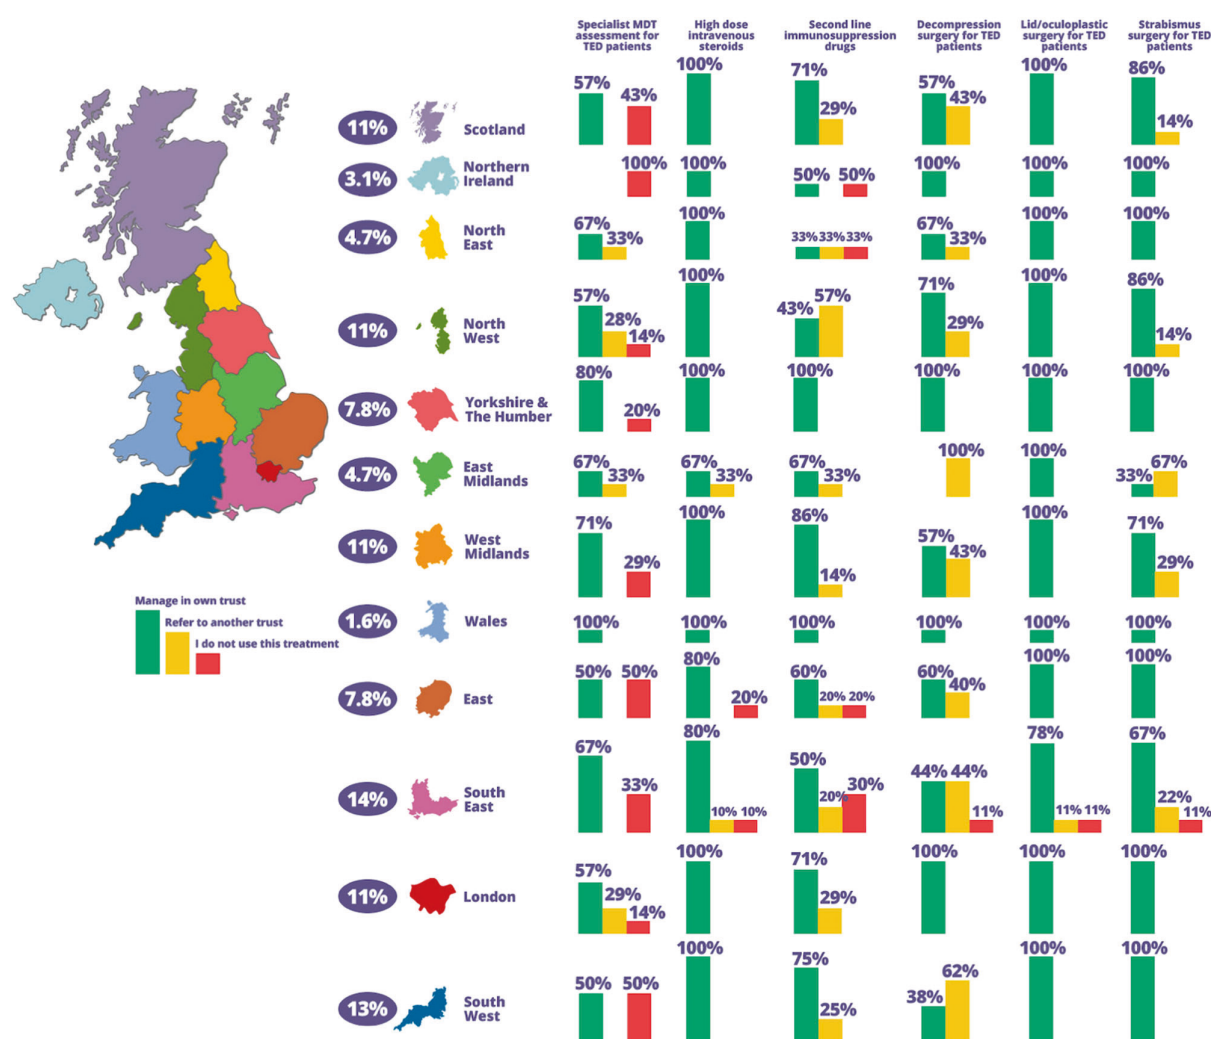 Specialist MDT
assessment for
TED patients
High dose
intravenous
steroids
Second line
immunosuppression
drugs
Decompression
surgery for TED
patients
Lid/oculoplastic
surgery for TED
patients
Strabismus
surgery for TED
patients
11%
Scotland
57% 43%
100%
71% 29%
57% 43%
100%
86% 14%
3.1%
Northern
Ireland
100%
100%
50% 50%
100%
100%
100%
4.7%
North
East
67% 33%
100%
33% 33% 33%
67% 33%
100%
100%
11%
North
West
57% 28% 14%
100%
43% 57%
71% 29%
100%
86% 14%
7.8%
Yorkshire &
The Humber
80% 20%
100%
100%
100%
100%
100%
4.7%
East
Midlands
67% 33%
67% 33%
67% 33%
100%
100%
33% 67%
11%
West
Midlands
71% 29%
100%
86% 14%
57% 43%
100%
71% 29%
Manage in own trust
Refer to another trust
I do not use this treatment
1.6%
Wales
100%
100%
100%
100%
100%
100%
7.8%
East
50% 50%
80% 20%
60% 20% 20%
60% 40%
100%
100%
14%
South
East
67% 33%
80% 10% 10%
50% 20% 30%
44% 44% 11%
78% 11% 11%
67% 22% 11%
11%
London
57% 29% 14%
100%
71% 29%
100%
100%
100%
13%
South
West
50% 50%
100%
75% 25%
38% 62%
100%
100%